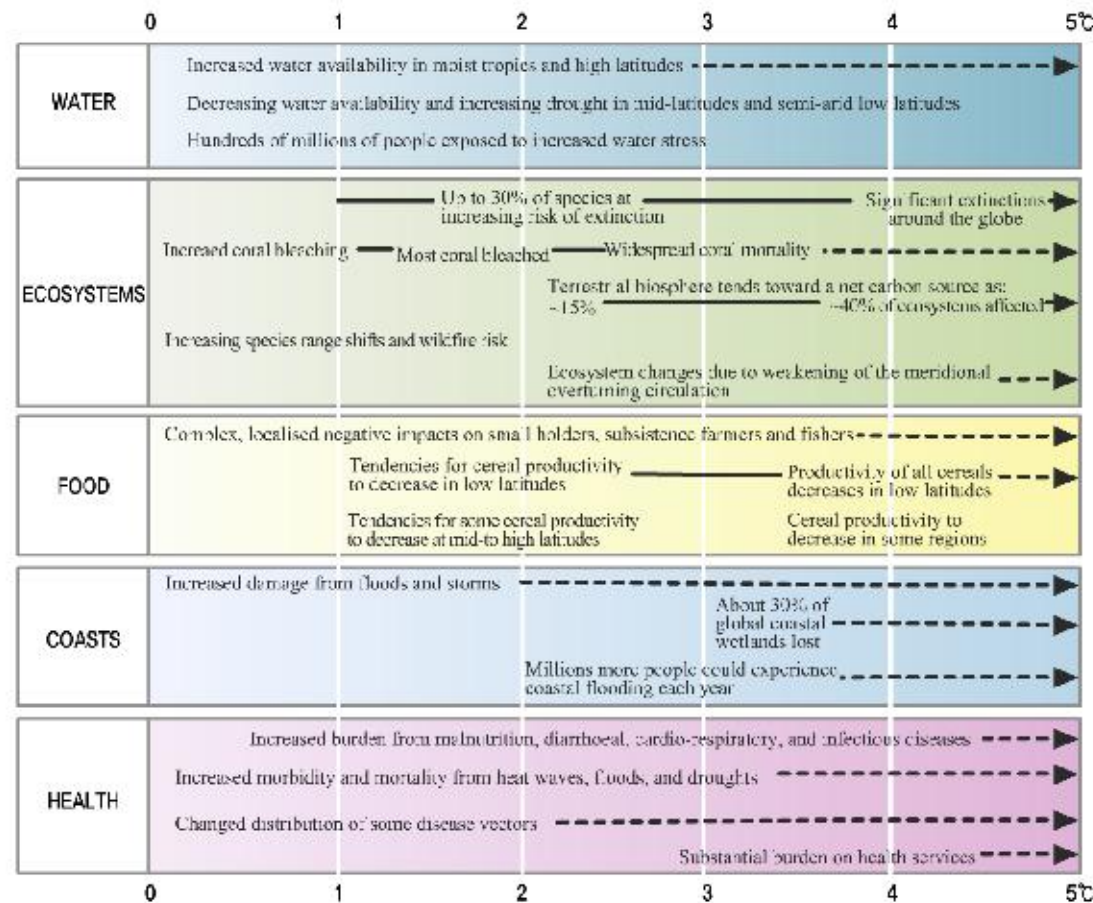 0 1 2 3 4 5℃
WATER
Increased water availability in moist tropics and high latitudes
Decreasing water availability and increasing drought in mid-latitudes and semi-arid low latitudes
Hundreds of millions of people exposed to increased water stress
ECOSYSTEMS
Up to 30% of species at
increasing risk of extinction
Significant extinctions
around the globe
Increaed coral bleaching
Most coral bleached
Widespread coral mortality
Terrestrial biosphere tends toward a net carbon source as:
~15%
~40% of ecosystems affected
Increasing species range shifts and wildfire risk
Ecosystem changes due to weakening of the meridional
overturning circulation
FOOD
Complex, localised negative impacts on small holders, subsistence farmers and fishers
Tendencies for cereal productivity
to decrease in low latitudes
Productivity of all cereals
decreases in low latitudes
Tendencies for some cereal productivity
to decrease at mid-to high latitudes
Cereal productivity to
decrease in some regions
COASTS
Increased damage from floods and storms
About 30% of
global coastal
wetlands lost
Millions more people could experience
coastal flooding each year
HEALTH
Increased burden from malnutrition, diarrhoeal, cardio-respiratory, and infectious diseases
Increased morbidity and mortality from heat waves, floods, and droughts
Changed distribution of some disease vectors
Substantial burden on health services
0 1 2 3 4 5℃